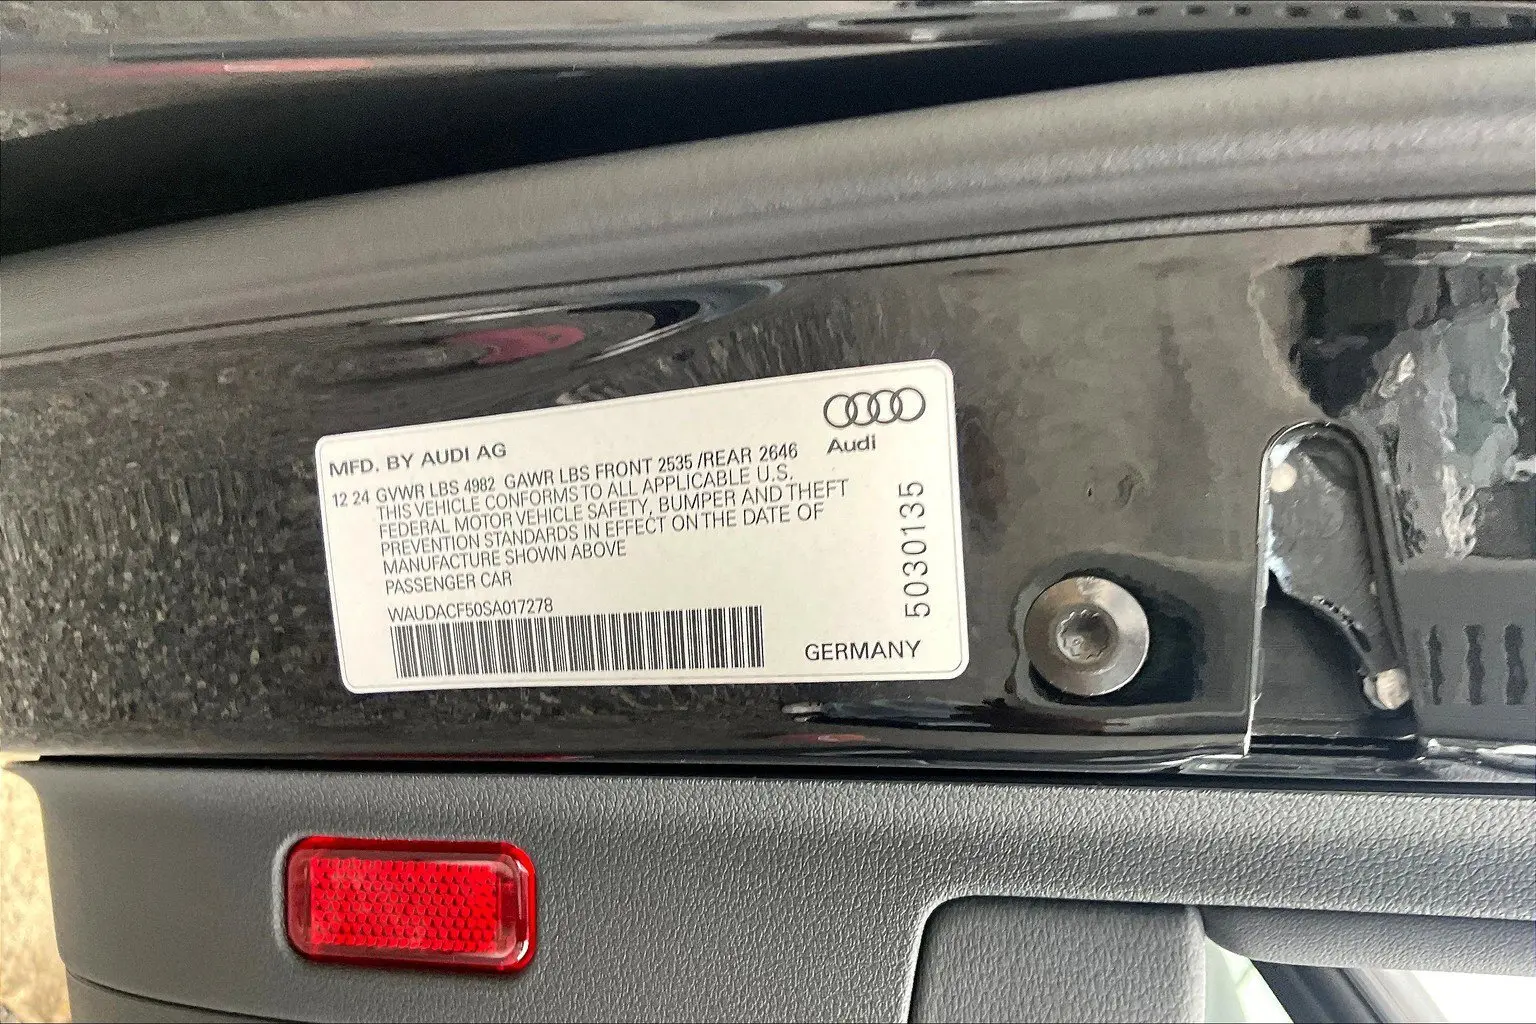 MFD. BY AUDI AG
12 24 GVWR LBS 4982 GAWR LBS FRONT 2535 /REAR 2646
THIS VEHICLE CONFORMS TO ALL APPLICABLE U.S.
FEDERAL MOTOR VEHICLE SAFETY, BUMPER AND THEFT
PREVENTION STANDARDS IN EFFECT ON THE DATE OF
MANUFACTURE SHOWN ABOVE
PASSENGER CAR
WAUDACF50SA017278
Audi
5030135
GERMANY